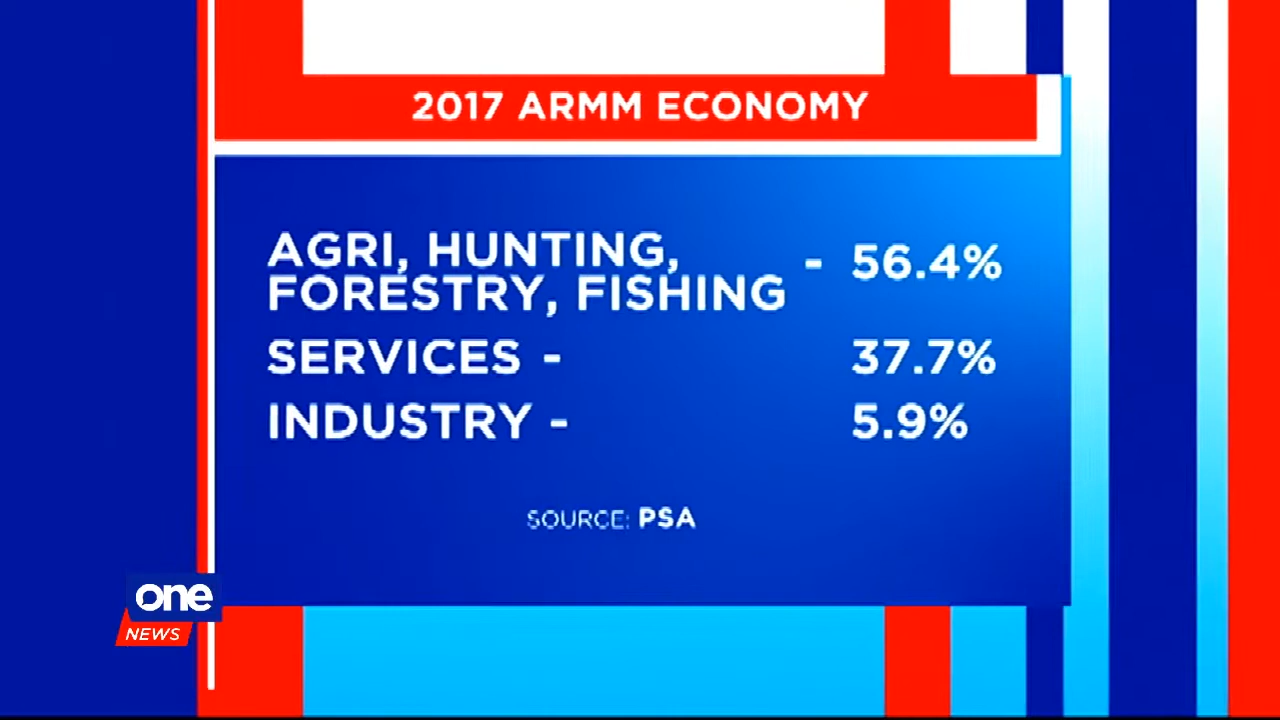 2017 ARMM ECONOMY
AGRI, HUNTING,
FORESTRY, FISHING - 56.4%
SERVICES - 37.7%
INDUSTRY - 5.9%
SOURCE: PSA
one
NEWS